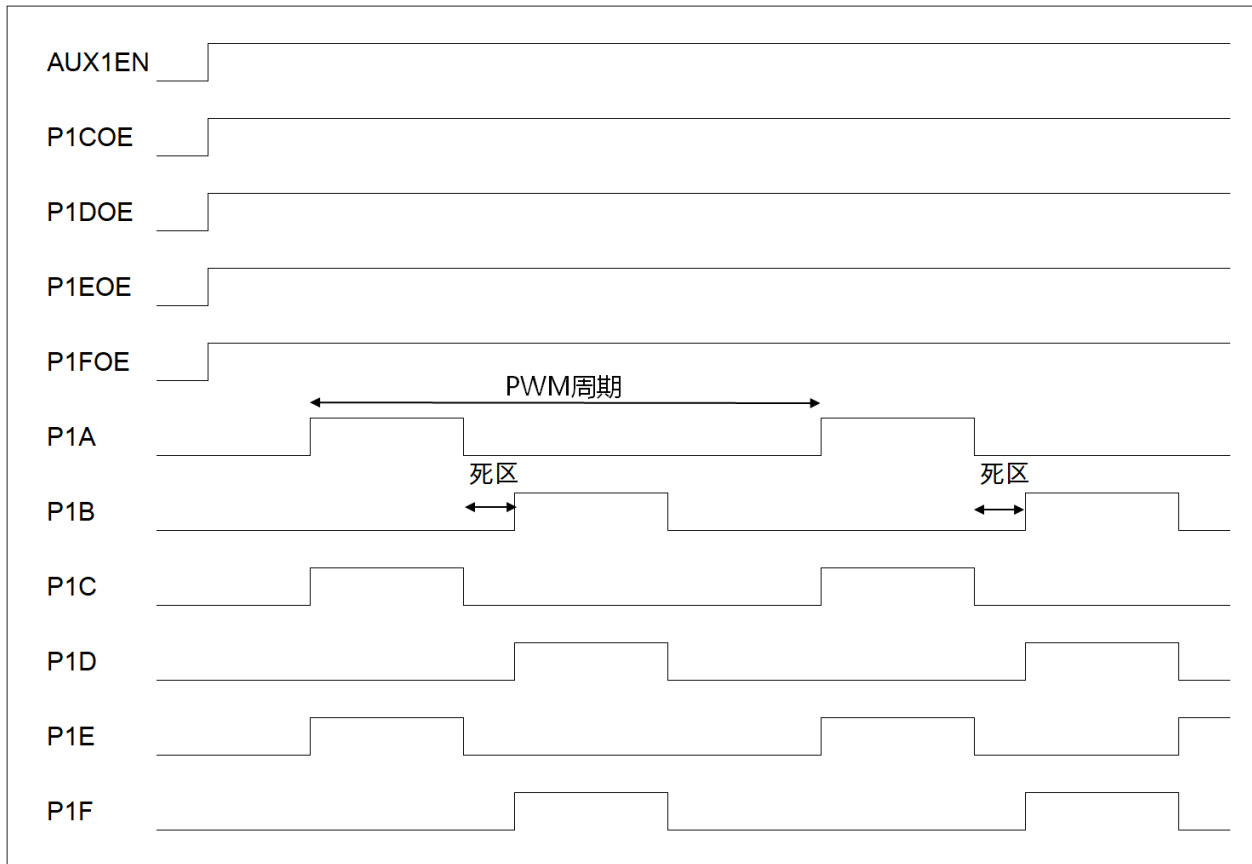 AUX1EN
P1COE
P1DOE
P1EOE
P1FOE
PWM周期
P1A
死区
死区
P1B
P1C
P1D
P1E
P1F